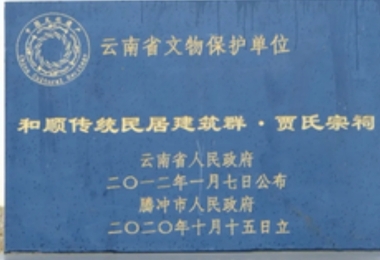 云南省文物保护单位
和顺传统民居建筑群·贾氏宗祠
云南省人民政府
二〇一二年一月七日公布
腾冲市人民政府
二〇二〇年十月十五日立